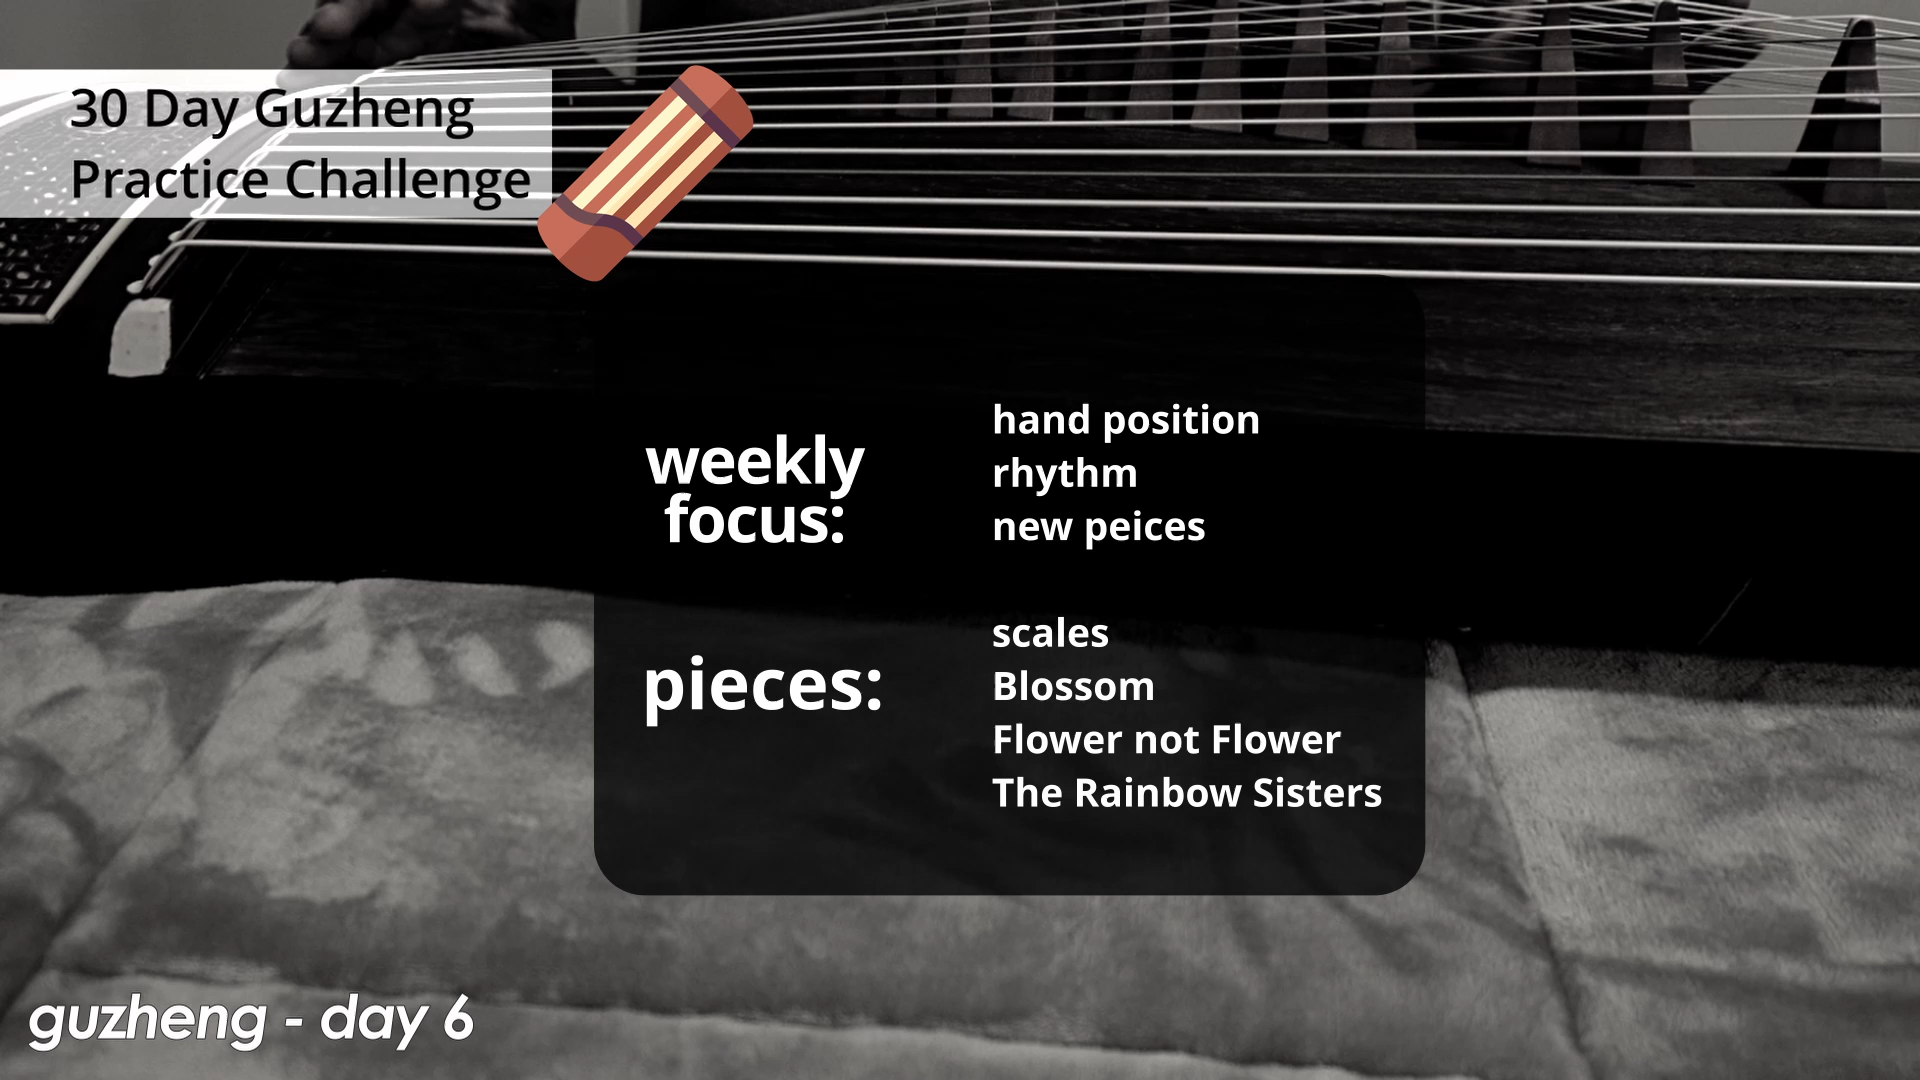 30 Day Guzheng
Practice Challenge
weekly
focus:
hand position
rhythm
new peices
pieces:
scales
Blossom
Flower not Flower
The Rainbow Sisters
guzheng - day 6